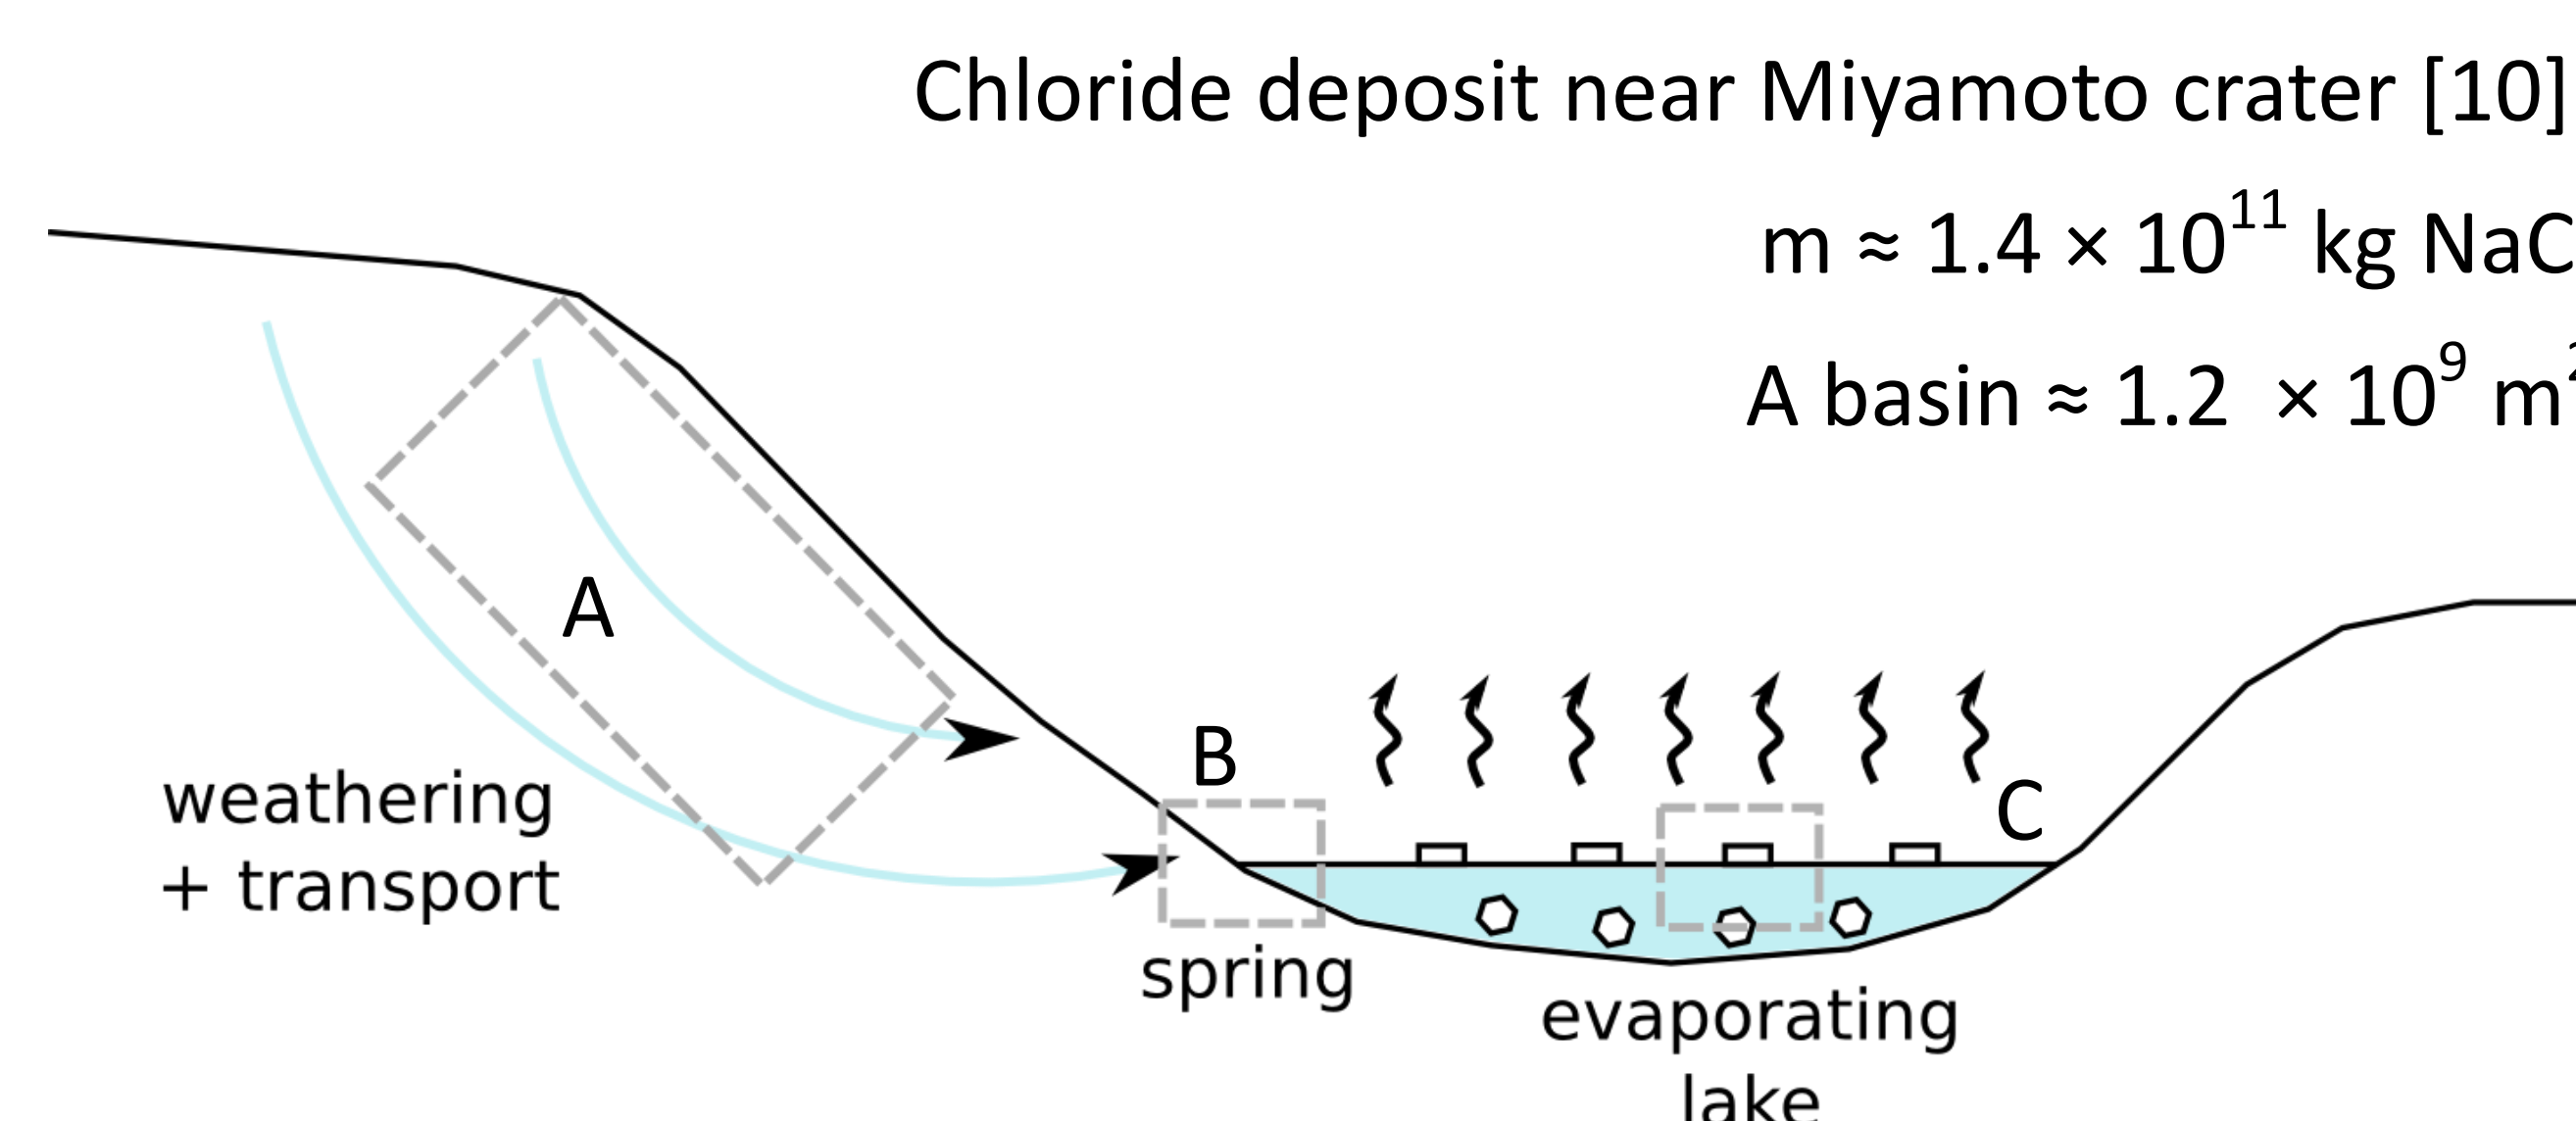 Chloride deposit near Miyamoto crater [10]
m ≈ 1.4 × 10¹¹ kg NaC
A basin ≈ 1.2 × 10⁹ m²
A
B
C
weathering
+ transport
spring
evaporating
lake